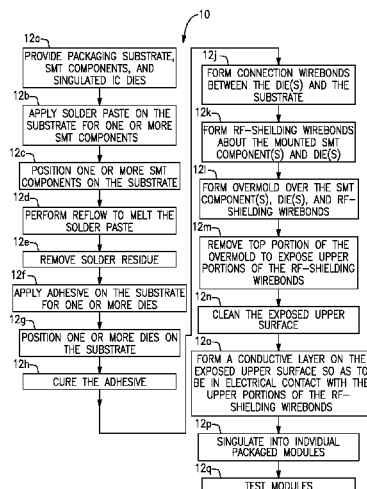 10
12a
PROVIDE PACKAGING SUBSTRATE,
SMT COMPONENTS, AND
SINGULATED IC DIES
12b
APPLY SOLDER PASTE ON THE
SUBSTRATE FOR ONE OR MORE
SMT COMPONENTS
12c
POSITION ONE OR MORE SMT
COMPONENTS ON THE SUBSTRATE
12d
PERFORM REFLOW TO MELT THE
SOLDER PASTE
12e
REMOVE SOLDER RESIDUE
12f
APPLY ADHESIVE ON THE SUBSTRATE
FOR ONE OR MORE DIES
12g
POSITION ONE OR MORE DIES ON
THE SUBSTRATE
12h
CURE THE ADHESIVE
12j
FORM CONNECTION WIREBONDS
BETWEEN THE DIE(S) AND THE
SUBSTRATE
12k
FORM RF-SHEILDING WIREBONDS
ABOUT THE MOUNTED SMT
COMPONENT(S) AND DIE(S)
12l
FORM OVERMOLD OVER THE SMT
COMPONENT(S), DIE(S), AND RF-
SHIELDING WIREBONDS
12m
REMOVE TOP PORTION OF THE
OVERMOLD TO EXPOSE UPPER
PORTIONS OF THE RF-SHIELDING
WIREBONDS
12n
CLEAN THE EXPOSED UPPER
SURFACE
12o
FORM A CONDUCTIVE LAYER ON THE
EXPOSED UPPER SURFACE SO AS TO
BE IN ELECTRICAL CONTACT WITH THE
UPPER PORTIONS OF THE RF-
SHIELDING WIREBONDS
12p
SINGULATE INTO INDIVIDUAL
PACKAGED MODULES
12q
TEST MODULES